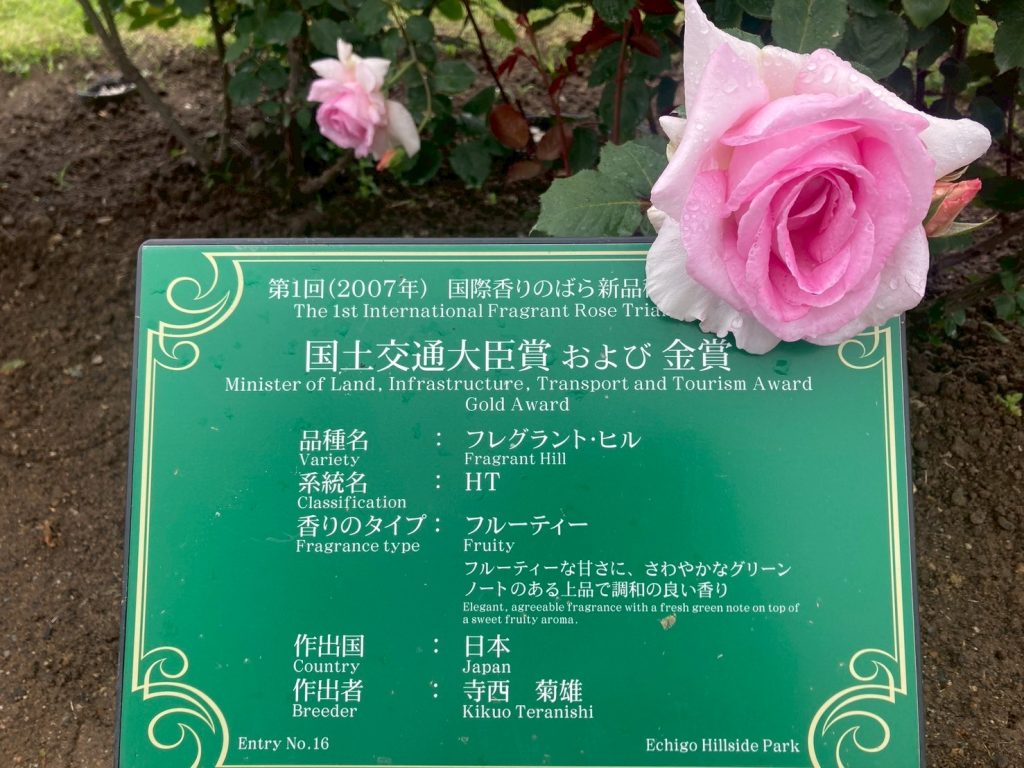 第1回(2007年) 国際香りのばら新品
The 1st International Fragrant Rose
国土交通大臣賞 および 金賞
Minister of Land, Infrastructure, Transport and Tourism Award
Gold Award
品種名 : フレグラント・ヒル
Variety Fragrant Hill
系統名 : HT
Classification
香りのタイプ : フルーティー
Fragrance type Fruity
フルーティーな甘さに、さわやかなグリーン
ノートのある上品で調和の良い香り
Elegant, agreeable fragrance with a fresh green note on top of
a sweet fruity aroma.
作出国 : 日本
Country Japan
作出者 : 寺西 菊雄
Breeder Kikuo Teranishi
Entry No.16 Echigo Hillside Park